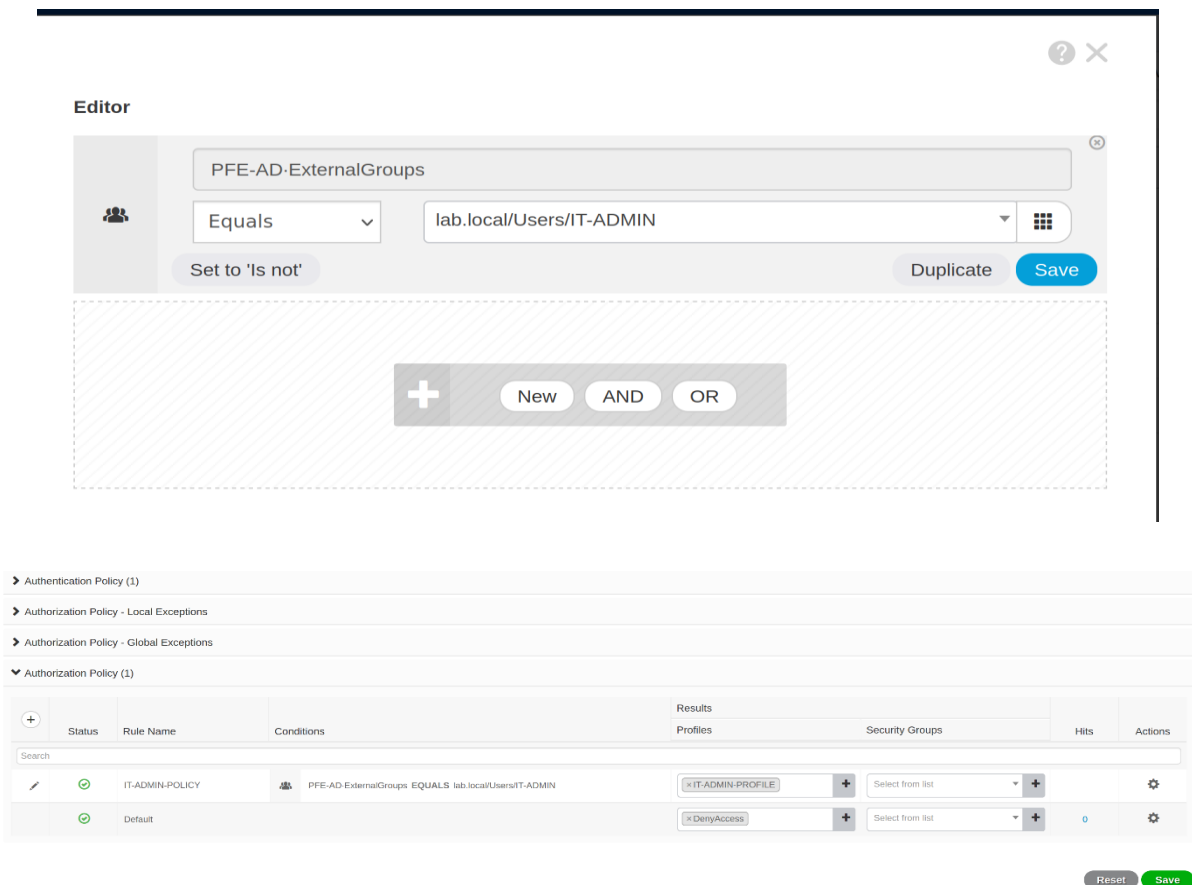 Editor
PFE-AD·ExternalGroups
Equals lab.local/Users/IT-ADMIN
Set to 'Is not' Duplicate Save
New AND OR
Authentication Policy (1)
Authorization Policy - Local Exceptions
Authorization Policy - Global Exceptions
Authorization Policy (1)
Results
Status Rule Name Conditions Profiles Security Groups Hits Actions
Search
IT-ADMIN-POLICY PFE-AD·ExternalGroups EQUALS lab.local/Users/IT-ADMIN ×IT-ADMIN-PROFILE Select from list
Default ×DenyAccess Select from list 0
Reset Save